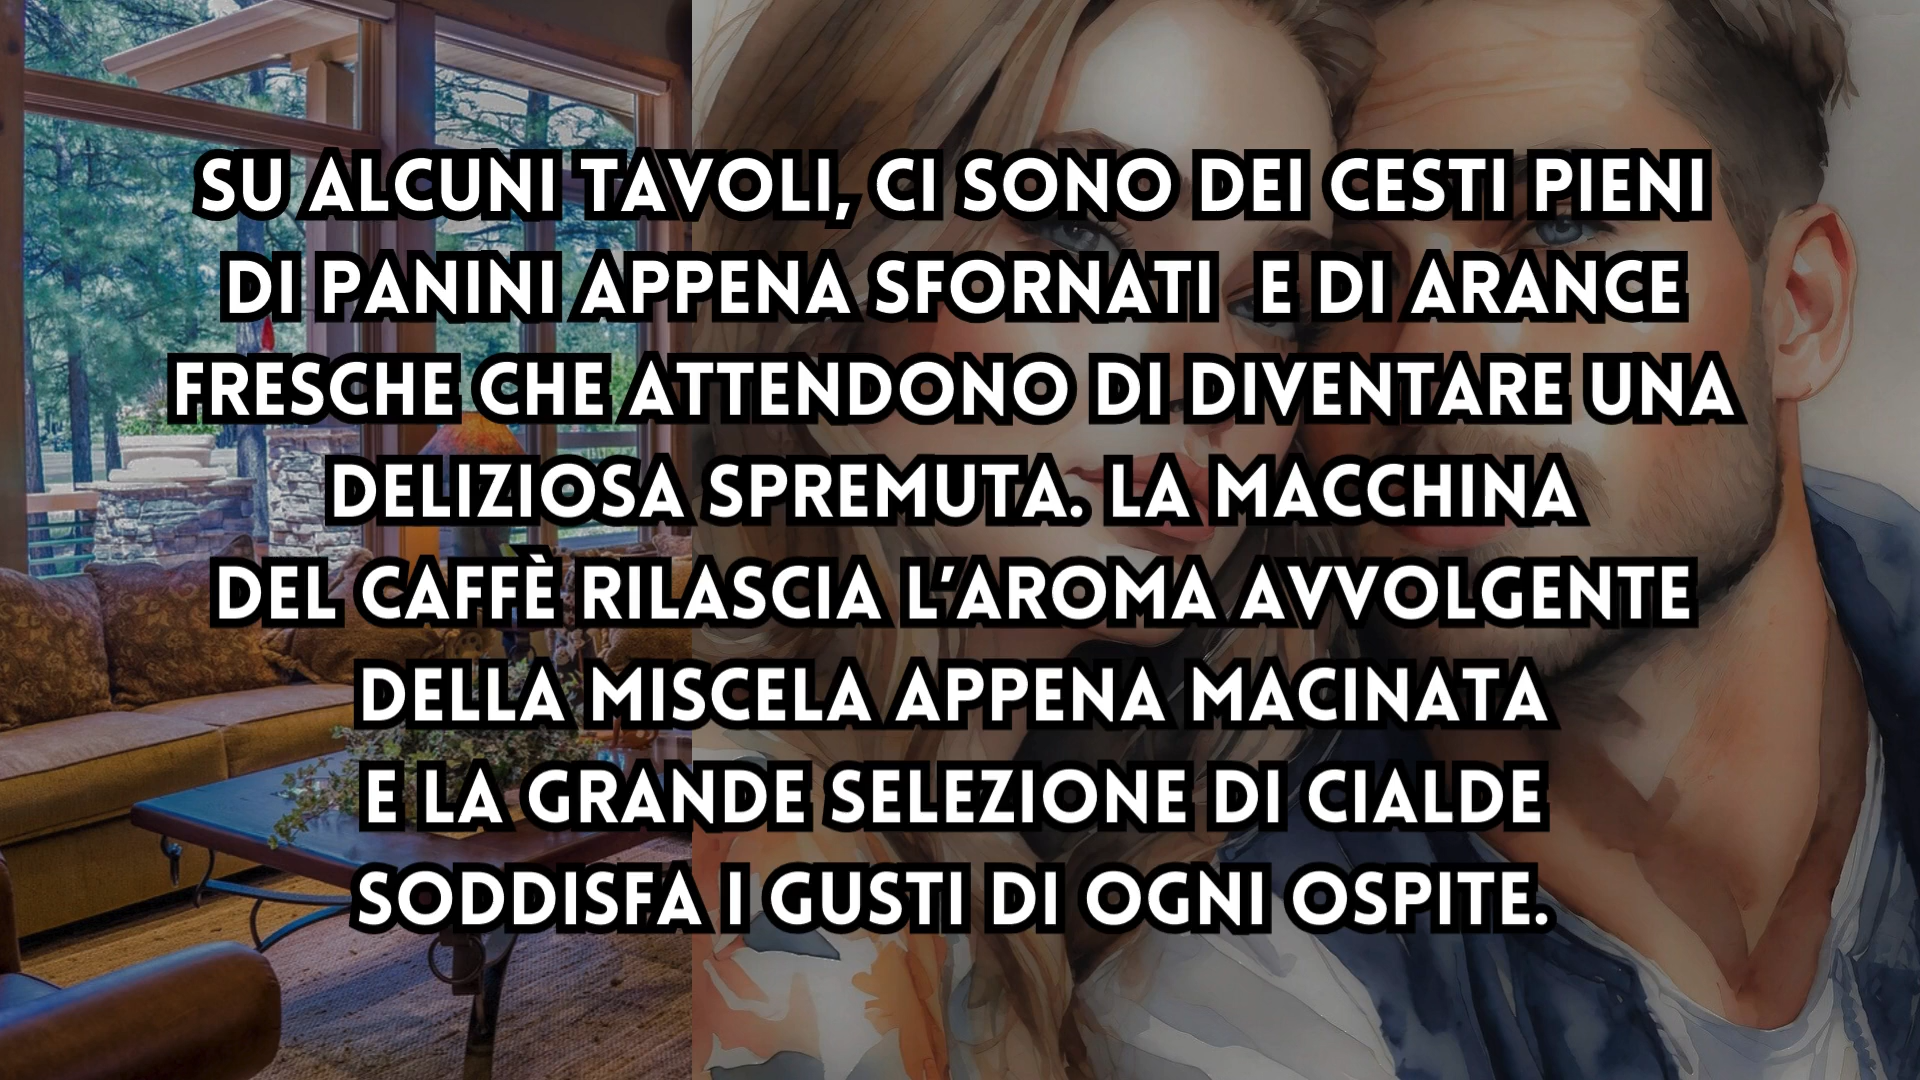 SU ALCUNI TAVOLI, CI SONO DEI CESTI PIENI
DI PANINI APPENA SFORNATI  E DI ARANCE
FRESCHE CHE ATTENDONO DI DIVENTARE UNA
DELIZIOSA SPREMUTA. LA MACCHINA
DEL CAFFÈ RILASCIA L'AROMA AVVOLGENTE
DELLA MISCELA APPENA MACINATA
E LA GRANDE SELEZIONE DI CIALDE
SODDISFA I GUSTI DI OGNI OSPITE.